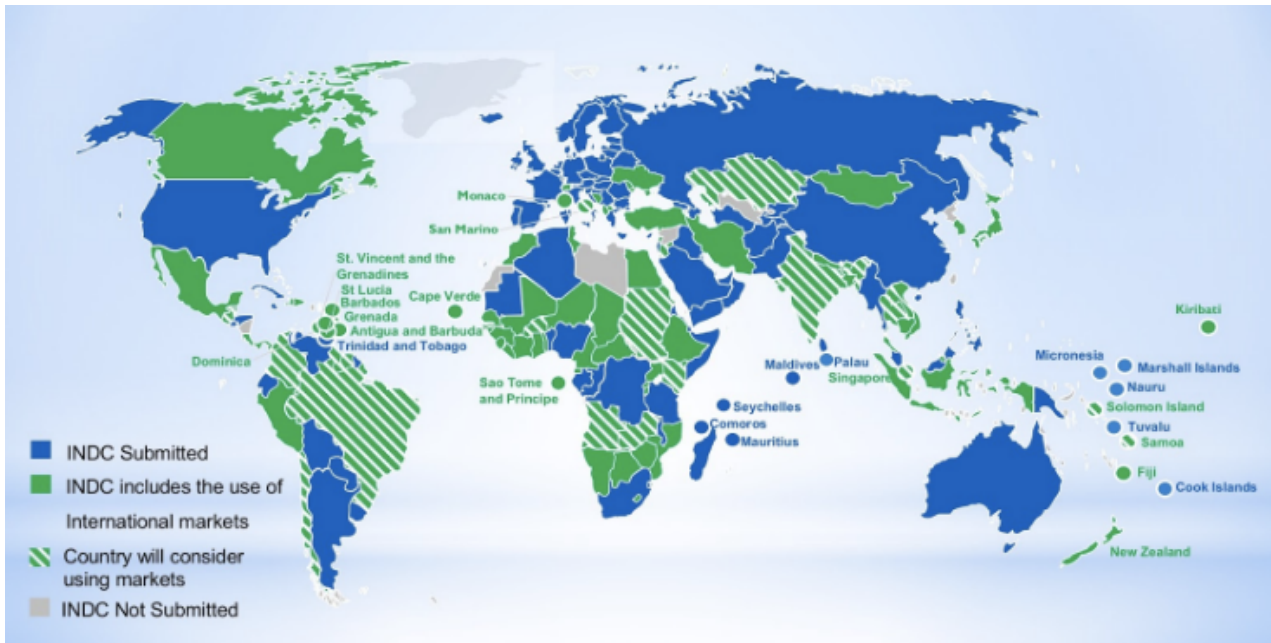 Monaco
San Marino
St. Vincent and the
Grenadines
St Lucia
Barbados
Grenada
Antigua and Barbuda
Trinidad and Tobago
Dominica
Cape Verde
Sao Tome
and Principe
Maldives
Palau
Singapore
Seychelles
Comoros
Mauritius
Kiribati
Micronesia
Marshall Islands
Nauru
Solomon Island
Tuvalu
Samoa
Fiji
Cook Islands
New Zealand
INDC Submitted
INDC includes the use of
International markets
Country will consider
using markets
INDC Not Submitted